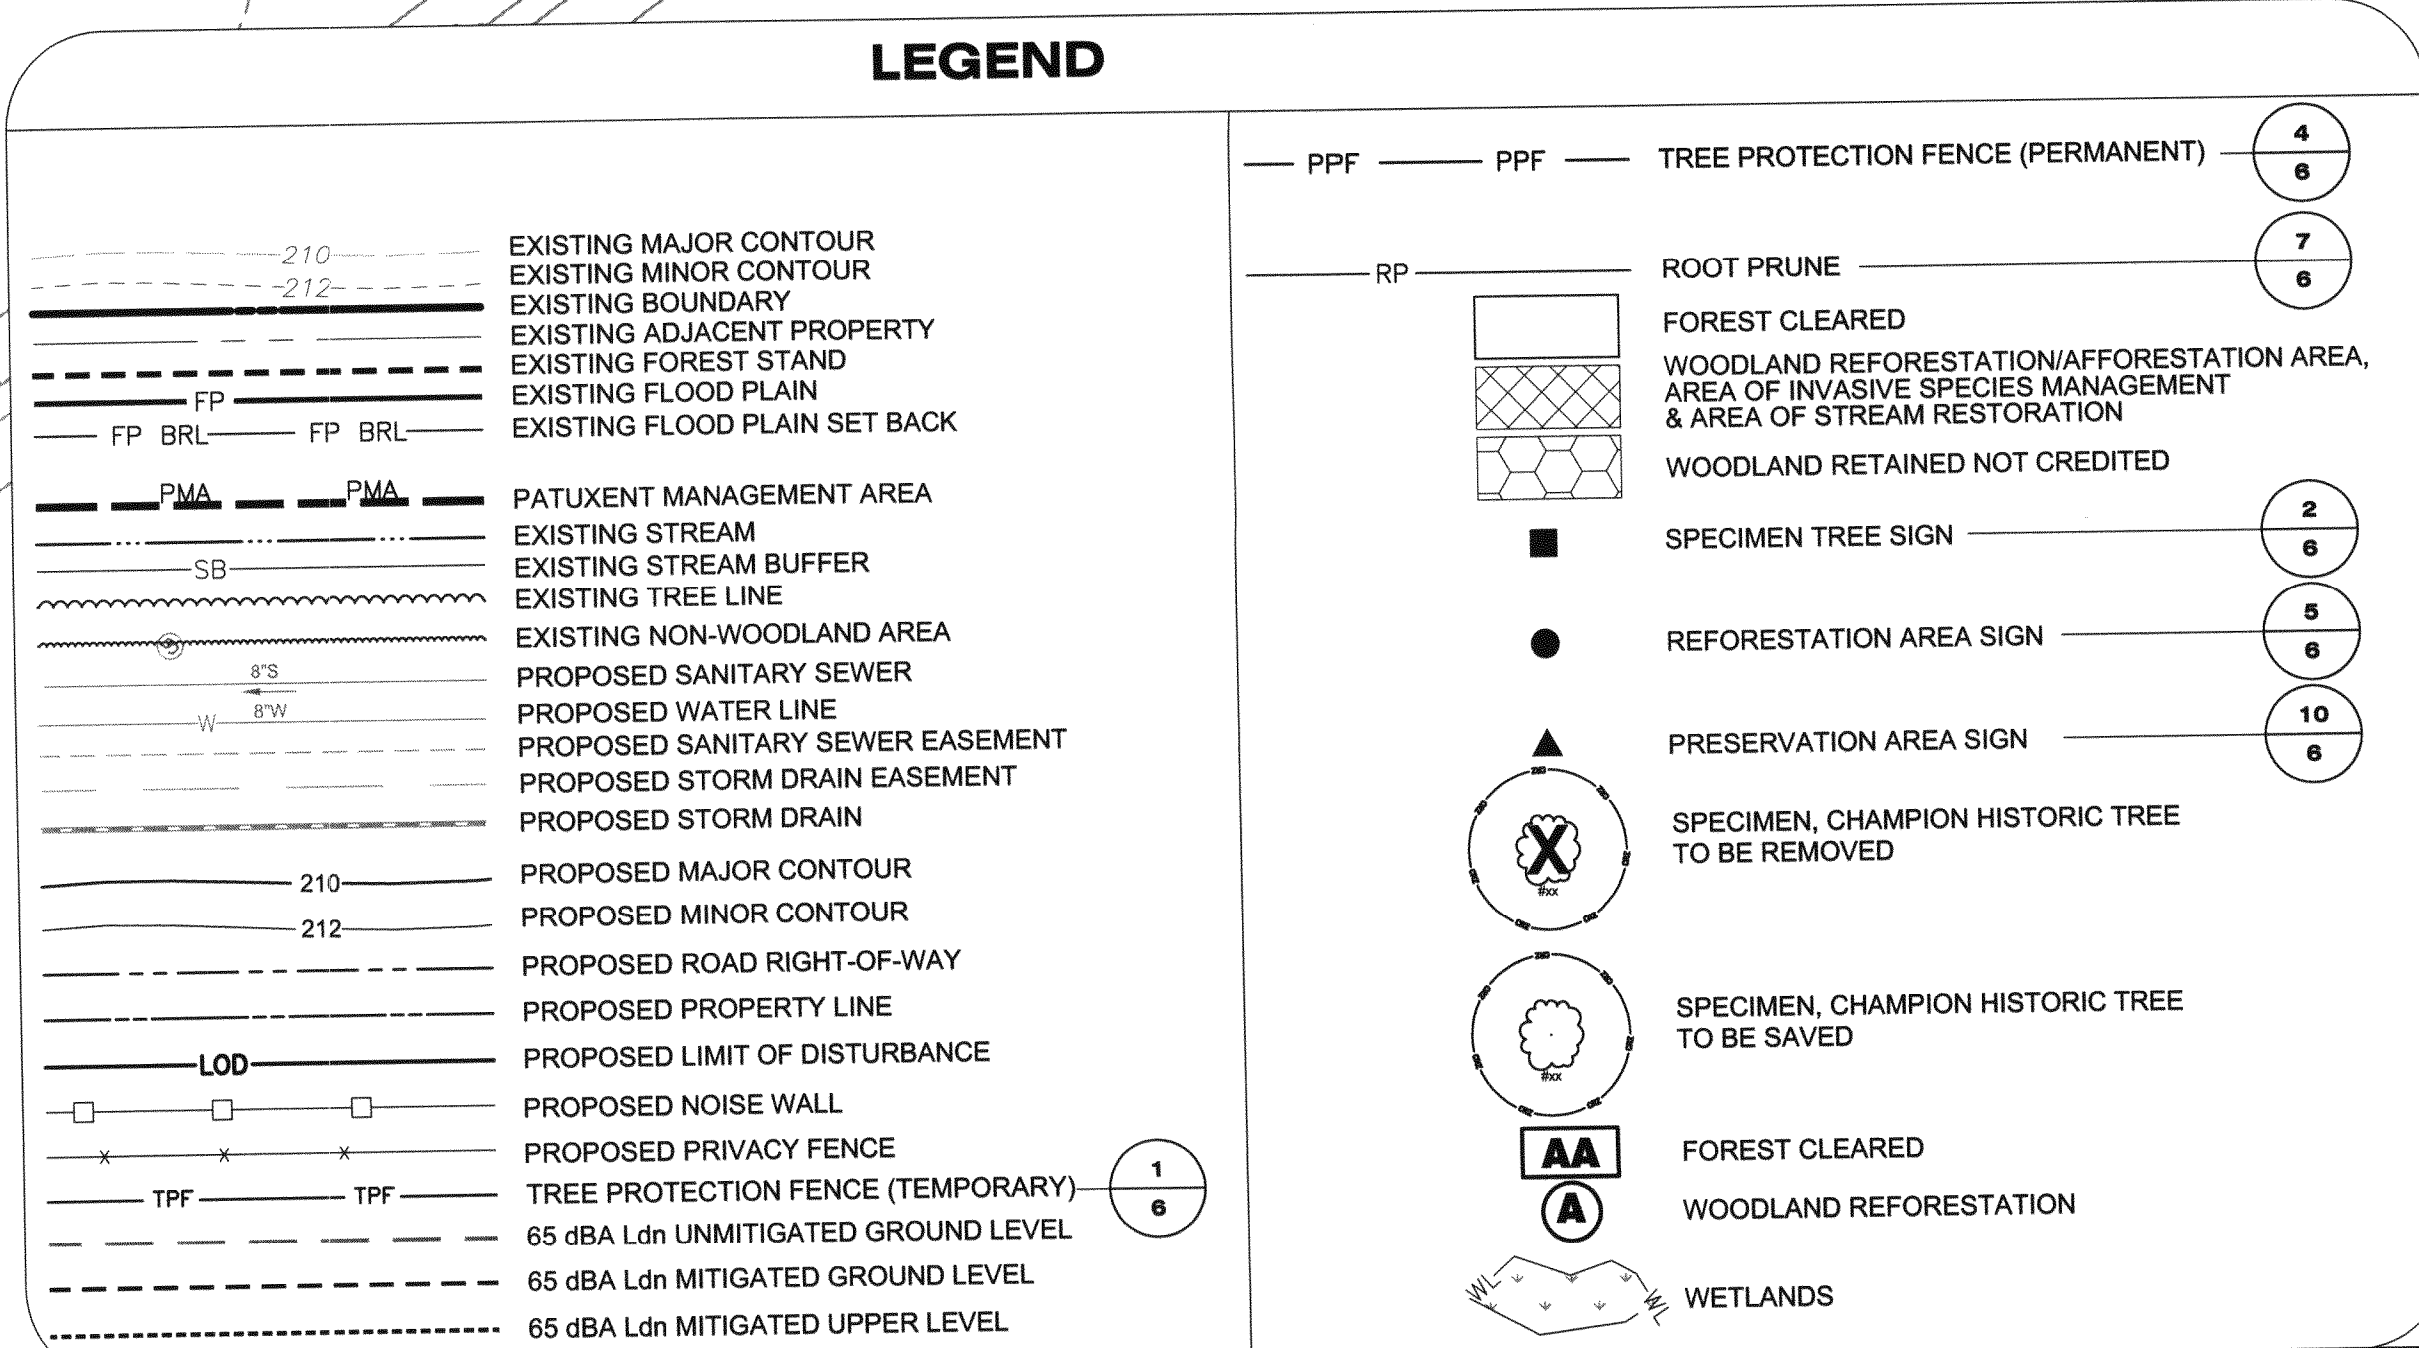 LEGEND
210 EXISTING MAJOR CONTOUR
212 EXISTING MINOR CONTOUR
EXISTING BOUNDARY
EXISTING ADJACENT PROPERTY
EXISTING FOREST STAND
FP EXISTING FLOOD PLAIN
FP BRL FP BRL EXISTING FLOOD PLAIN SET BACK
PMA PMA PATUXENT MANAGEMENT AREA
EXISTING STREAM
SB EXISTING STREAM BUFFER
EXISTING TREE LINE
EXISTING NON-WOODLAND AREA
8"S PROPOSED SANITARY SEWER
W 8"W PROPOSED WATER LINE
PROPOSED SANITARY SEWER EASEMENT
PROPOSED STORM DRAIN EASEMENT
PROPOSED STORM DRAIN
210 PROPOSED MAJOR CONTOUR
212 PROPOSED MINOR CONTOUR
PROPOSED ROAD RIGHT-OF-WAY
PROPOSED PROPERTY LINE
LOD PROPOSED LIMIT OF DISTURBANCE
PROPOSED NOISE WALL
X X X PROPOSED PRIVACY FENCE
TPF TPF TREE PROTECTION FENCE (TEMPORARY) 1
6
65 dBA Ldn UNMITIGATED GROUND LEVEL
65 dBA Ldn MITIGATED GROUND LEVEL
65 dBA Ldn MITIGATED UPPER LEVEL
PPF PPF TREE PROTECTION FENCE (PERMANENT) 4
6
RP ROOT PRUNE 7
6
FOREST CLEARED
WOODLAND REFORESTATION/AFFORESTATION AREA,
AREA OF INVASIVE SPECIES MANAGEMENT
& AREA OF STREAM RESTORATION
WOODLAND RETAINED NOT CREDITED
SPECIMEN TREE SIGN 2
6
REFORESTATION AREA SIGN 5
6
PRESERVATION AREA SIGN 10
6
X SPECIMEN, CHAMPION HISTORIC TREE
TO BE REMOVED
#xx
SPECIMEN, CHAMPION HISTORIC TREE
TO BE SAVED
#xx
AA FOREST CLEARED
A WOODLAND REFORESTATION
WL WL WETLANDS